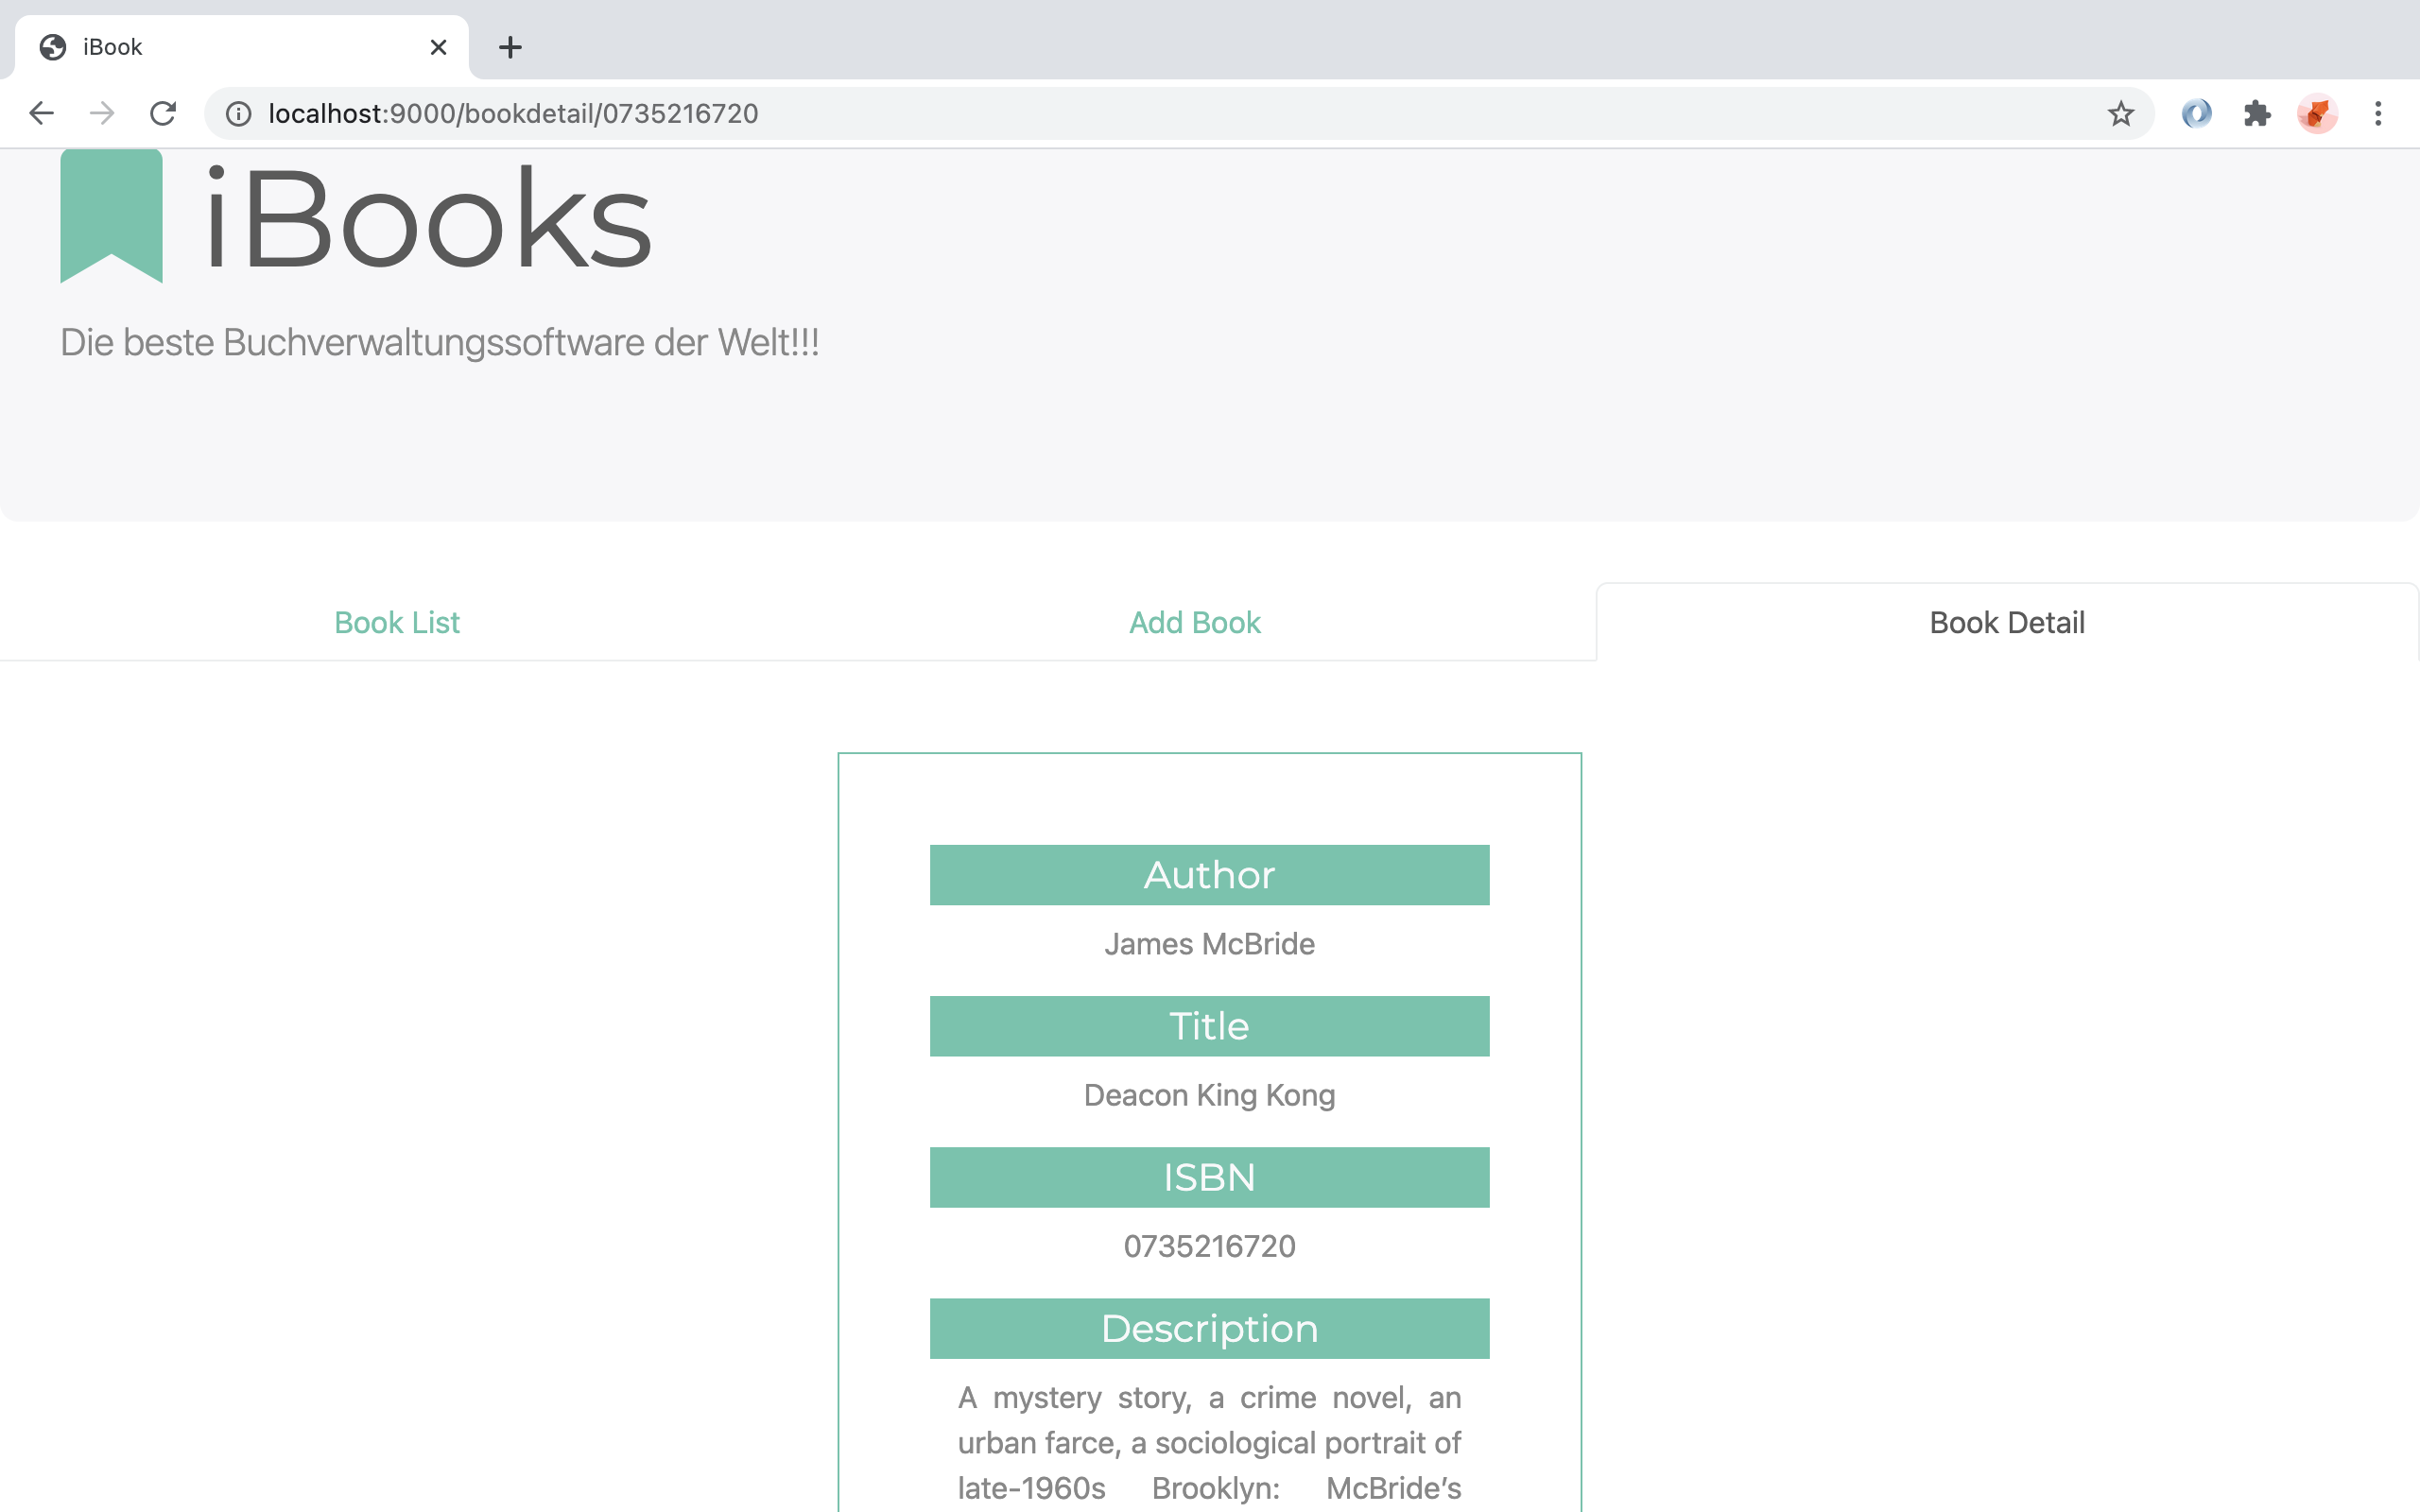 iBook
localhost:9000/bookdetail/0735216720
iBooks
Die beste Buchverwaltungssoftware der Welt!!!
Book List
Add Book
Book Detail
Author
James McBride
Title
Deacon King Kong
ISBN
0735216720
Description
A mystery story, a crime novel, an
urban farce, a sociological portrait of
late-1960s Brooklyn: McBride’s